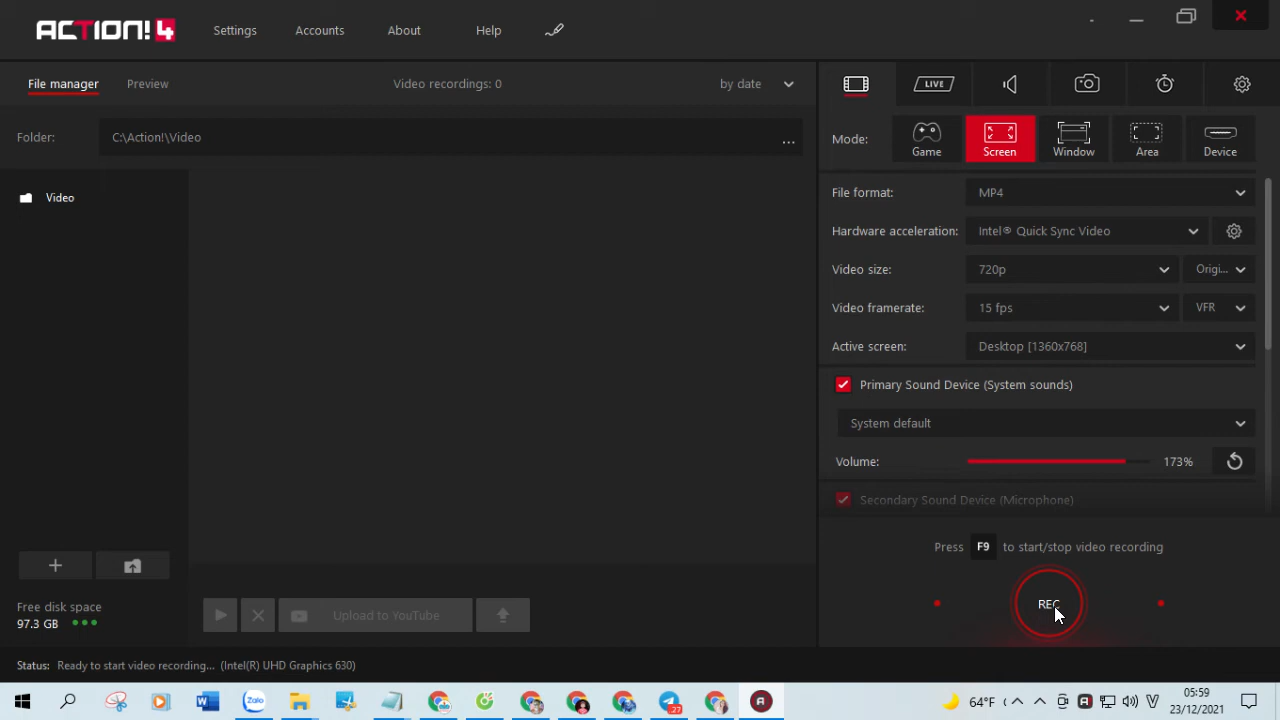 ACTION! 4 Settings Accounts About Help
File manager Preview Video recordings: 0 by date LIVE
Folder: C:\Action!\Video ... Mode: Game Screen Window Area Device
Video
File format: MP4
Hardware acceleration: Intel® Quick Sync Video
Video size: 720p Origi...
Video framerate: 15 fps VFR
Active screen: Desktop [1360x768]
Primary Sound Device (System sounds)
System default
Volume: 173%
Secondary Sound Device (Microphone)
Press F9 to start/stop video recording
REC
+
Free disk space
97.3 GB
Upload to YouTube
Status: Ready to start video recording... (Intel(R) UHD Graphics 630)
Zalo 27 64°F 05:59
23/12/2021